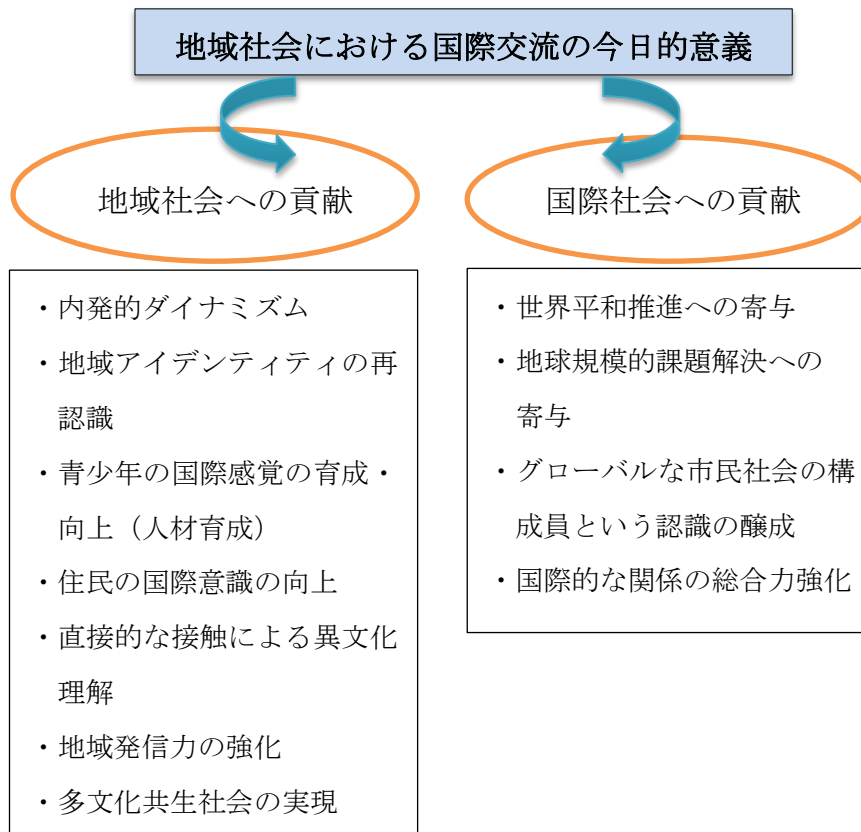 地域社会における国際交流の今日的意義
地域社会への貢献
・内発的ダイナミズム
・地域アイデンティティの再
認識
・青少年の国際感覚の育成・
向上（人材育成）
・住民の国際意識の向上
・直接的な接触による異文化
理解
・地域発信力の強化
・多文化共生社会の実現
国際社会への貢献
・世界平和推進への寄与
・地球規模的課題解決への
寄与
・グローバルな市民社会の構
成員という認識の醸成
・国際的な関係の総合力強化